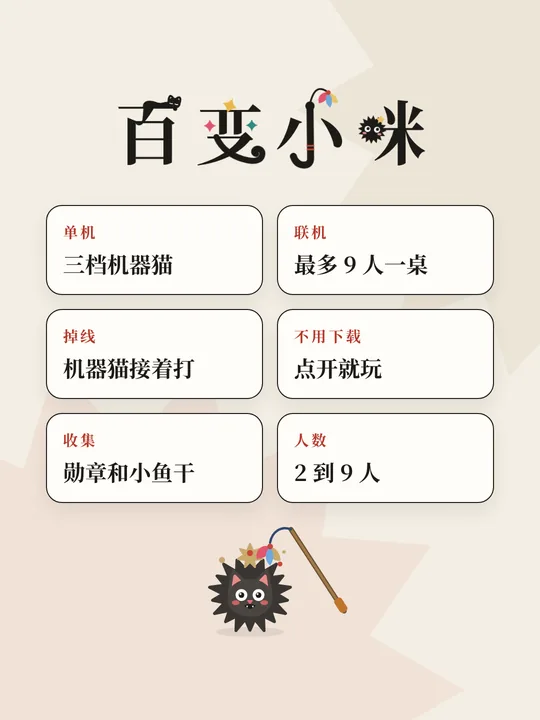 百变小咪
单机
三档机器猫
联机
最多 9 人一桌
掉线
机器猫接着打
不用下载
点开就玩
收集
勋章和小鱼干
人数
2 到 9 人